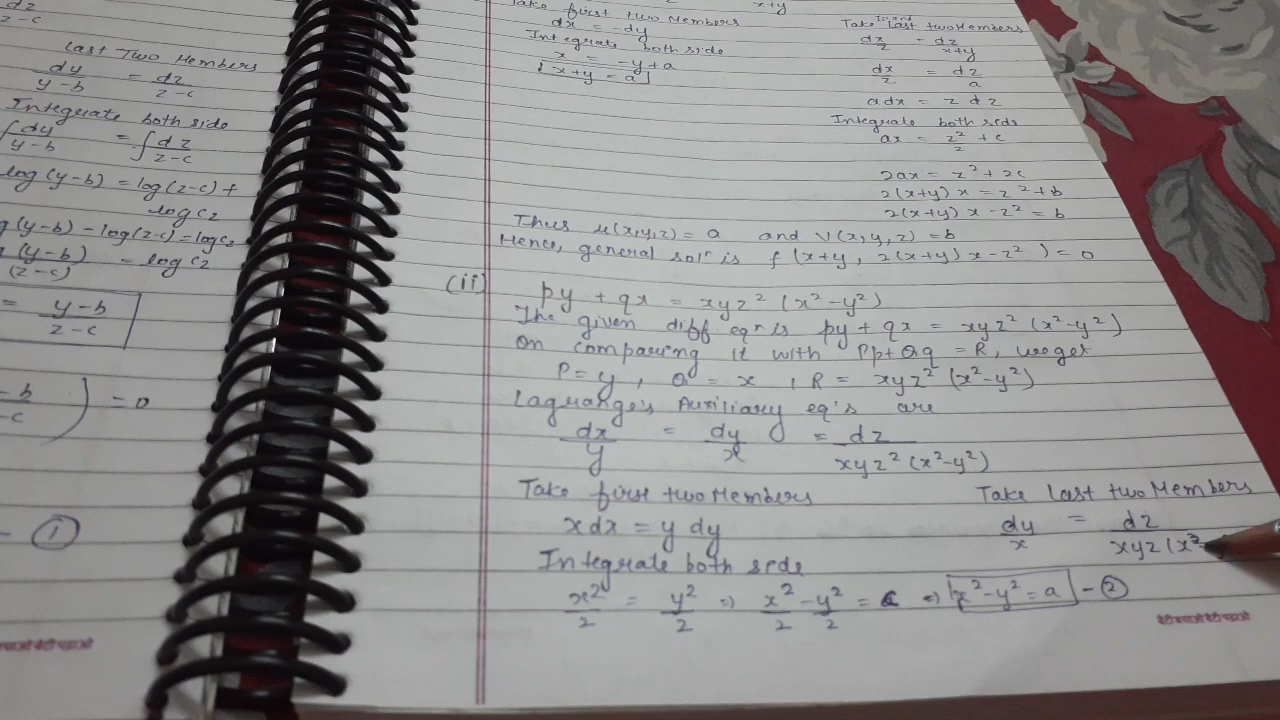 dz
z-c
Last Two Members
dy/y-b = dz/z-c
Integrate both side
∫dy/y-b = ∫dz/z-c
log(y-b) = log(z-c) +
log c₂
(y-b) - log(z-c) = log c₂
(y-b)/(z-c) = log c₂
= y-b/z-c
) = 0
- ①
बेटी बचाओ बेटी पढ़ाओ
x+y
Take first two Members
dx = -dy
Integrate both side
x = -y+a
x+y = a
Take last two Members
dx/z = dz/x+y
dx/z = dz/a
adx = z dz
Integrate both side
ax = z²/2 + c
2ax = z² + 2c
2(x+y) x = z² + b
2(x+y) x - z² = b
Thus u(x,y,z) = a and v(x,y,z) = b
Hence, general solⁿ is f(x+y, 2(x+y) x - z²) = 0
(ii) py + qx = xyz² (x²-y²)
The given diff eqⁿ is py + qx = xyz² (x²-y²)
On comparing it with Pp+Qq = R, we get
P = y, Q = x, R = xyz² (x²-y²)
Lagrange's Auxiliary eq's are
dx/y = dy/x = dz/xyz² (x²-y²)
Take first two Members
x dx = y dy
Integrate both side
x²/2 = y²/2 ⇒ x²/2 - y²/2 = c ⇒ x²-y² = a - ②
Take last two Members
dy/x = dz/xyz (x²-
बेटी बचाओ बेटी पढ़ाओ